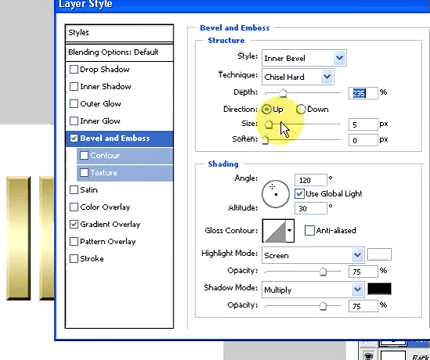 Layer Style
Styles
Blending Options: Default
Drop Shadow
Inner Shadow
Outer Glow
Inner Glow
Bevel and Emboss
Contour
Texture
Satin
Color Overlay
Gradient Overlay
Pattern Overlay
Stroke
Bevel and Emboss
Structure
Style: Inner Bevel
Technique: Chisel Hard
Depth: 235 %
Direction: Up Down
Size: 5 px
Soften: 0 px
Shading
Angle: 120 °
Use Global Light
Altitude: 30 °
Gloss Contour: Anti-aliased
Highlight Mode: Screen
Opacity: 75 %
Shadow Mode: Multiply
Opacity: 75 %